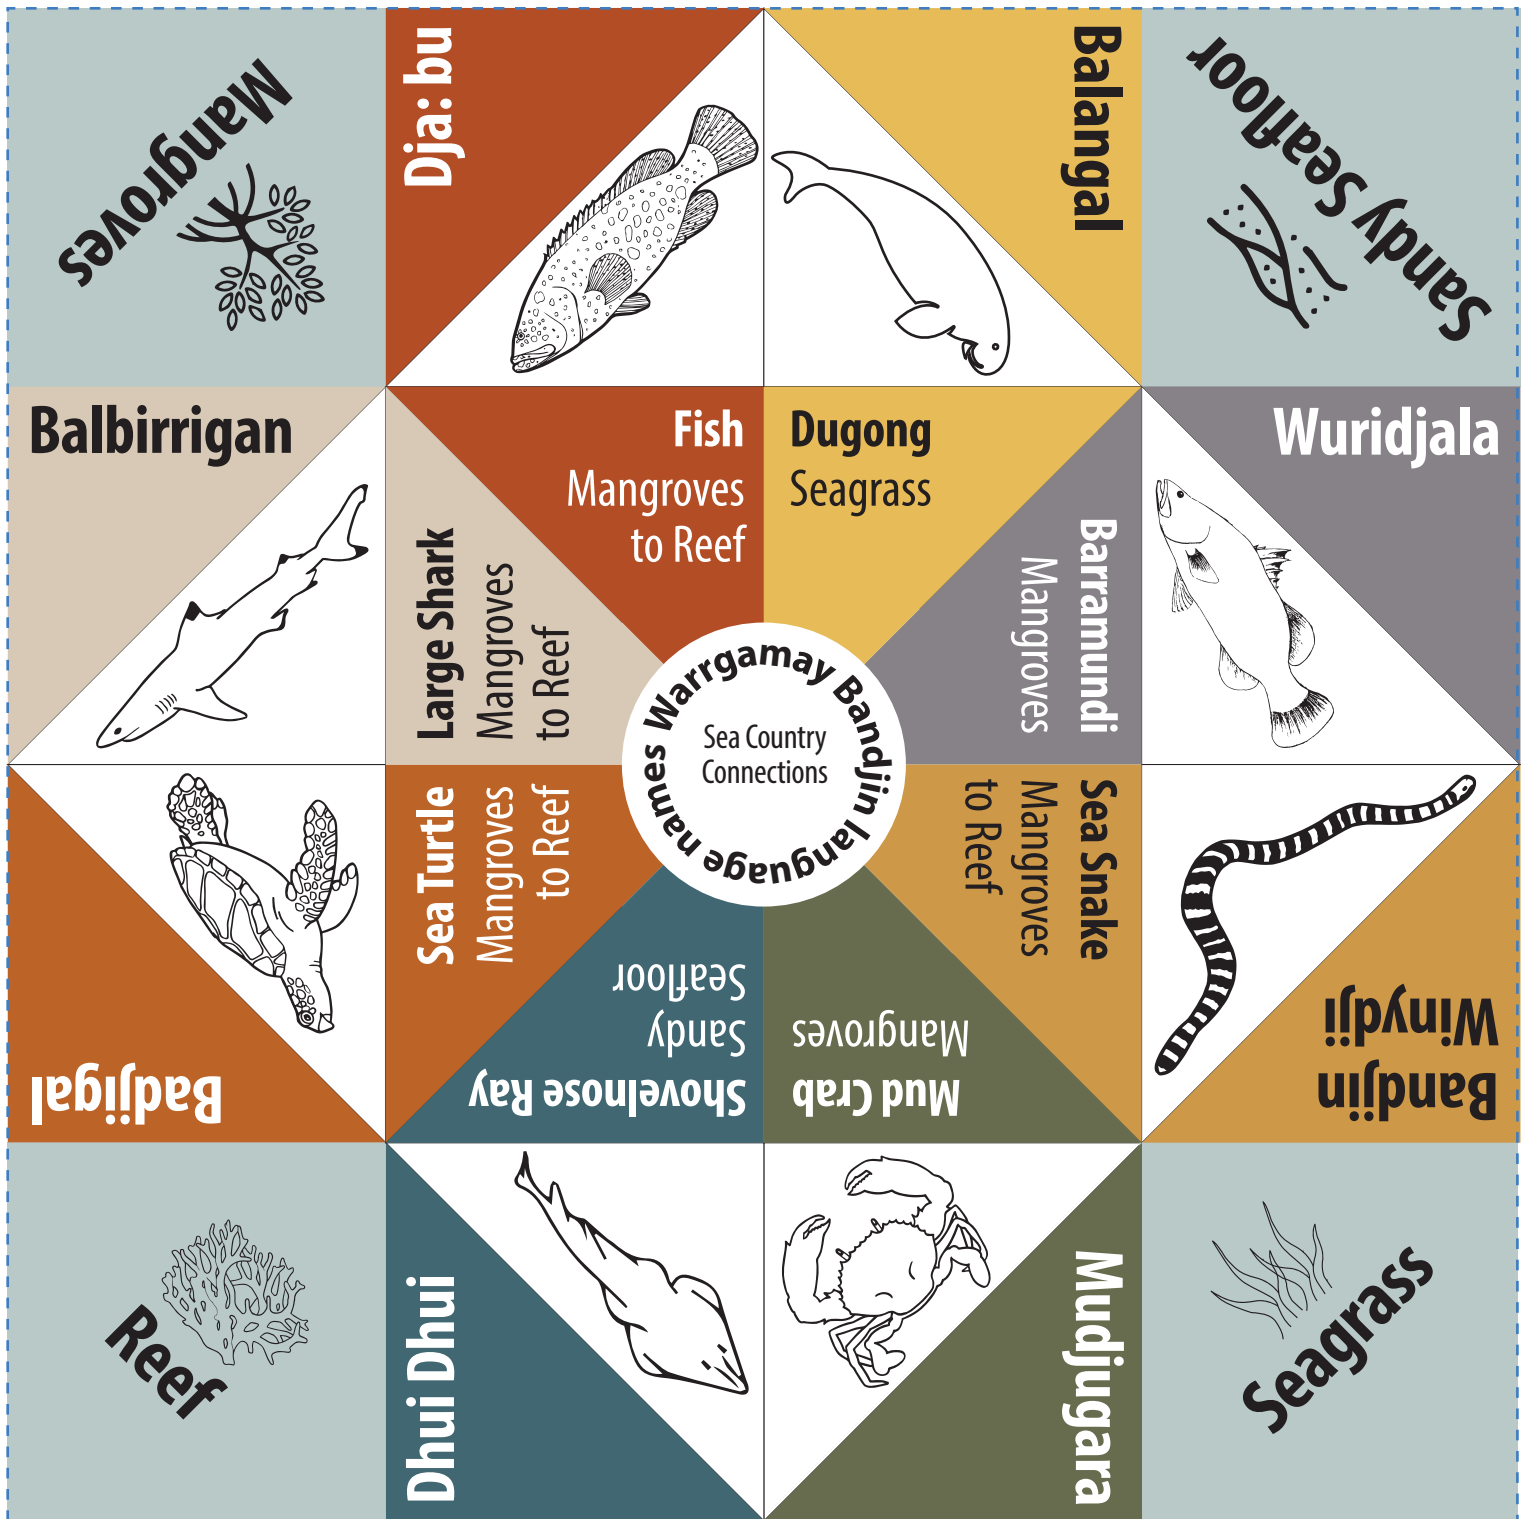 Mangroves
Dja: bu
Balangal
Sandy Seafloor
Balbirrigan
Fish
Mangroves
to Reef
Dugong
Seagrass
Wuridjala
Large Shark
Mangroves
to Reef
Barramundi
Mangroves
Warrgamay Bandjin language names
Sea Country
Connections
Sea Turtle
Mangroves
to Reef
Sea Snake
Mangroves
to Reef
Badjigal
Shovelnose Ray
Sandy
Seafloor
Mud Crab
Mangroves
Bandjin
Winydji
Reef
Dhui Dhui
Mudjugara
Seagrass